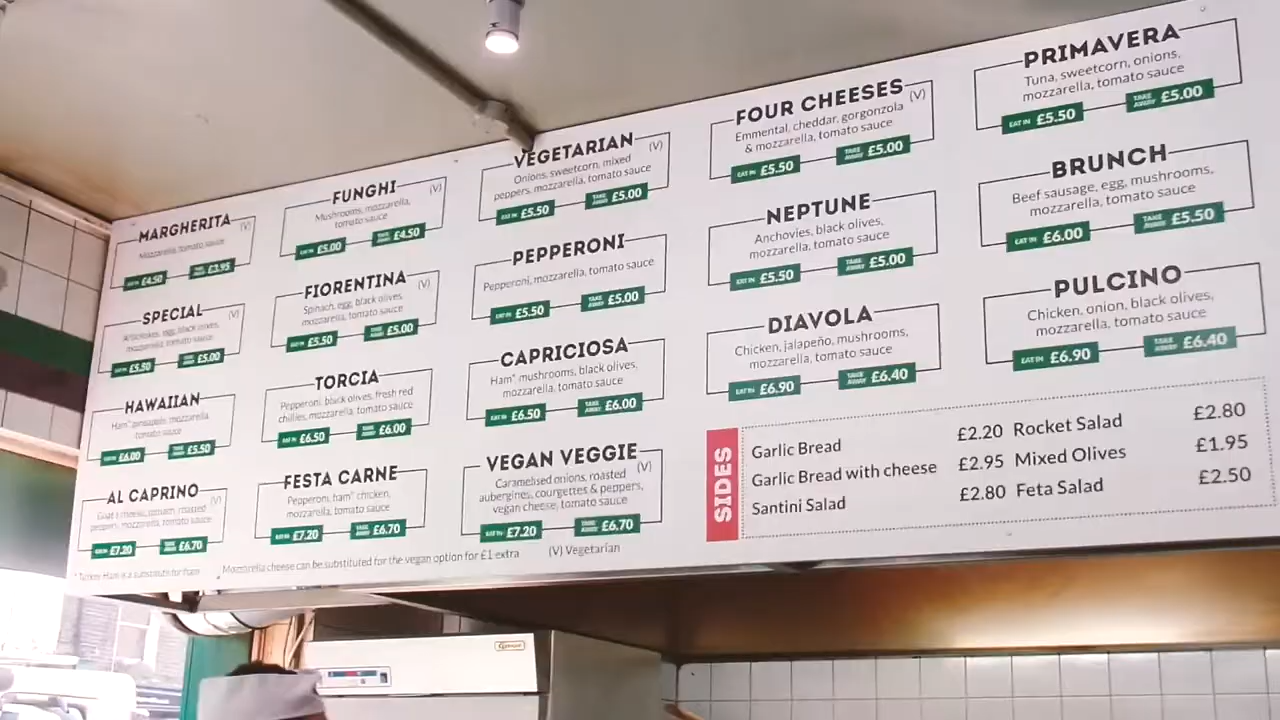 MARGHERITA (V)
Mozzarella, tomato sauce
EAT IN £4.50 TAKE AWAY £3.95
SPECIAL (V)
Artichokes, egg, black olives,
mozzarella, tomato sauce
EAT IN £5.50 TAKE AWAY £5.00
HAWAIIAN
Ham* pineapple, mozzarella,
tomato sauce
EAT IN £6.00 TAKE AWAY £5.50
AL CAPRINO (V)
Goat's cheese, spinach, roasted
peppers, mozzarella, tomato sauce
EAT IN £7.20 TAKE AWAY £6.70
*Turkey Ham is a substitute for ham
FUNGHI (V)
Mushrooms, mozzarella,
tomato sauce
EAT IN £5.00 TAKE AWAY £4.50
FIORENTINA (V)
Spinach, egg, black olives,
mozzarella, tomato sauce
EAT IN £5.50 TAKE AWAY £5.00
TORCIA
Pepperoni, black olives, fresh red
chillies, mozzarella, tomato sauce
EAT IN £6.50 TAKE AWAY £6.00
FESTA CARNE
Pepperoni, ham* chicken,
mozzarella, tomato sauce
EAT IN £7.20 TAKE AWAY £6.70
VEGETARIAN (V)
Onions, sweetcorn, mixed
peppers, mozzarella, tomato sauce
EAT IN £5.50 TAKE AWAY £5.00
PEPPERONI
Pepperoni, mozzarella, tomato sauce
EAT IN £5.50 TAKE AWAY £5.00
CAPRICIOSA
Ham* mushrooms, black olives,
mozzarella, tomato sauce
EAT IN £6.50 TAKE AWAY £6.00
VEGAN VEGGIE (V)
Caramelised onions, roasted
aubergines, courgettes & peppers,
vegan cheese, tomato sauce
EAT IN £7.20 TAKE AWAY £6.70
Mozzarella cheese can be substituted for the vegan option for £1 extra (V) Vegetarian
FOUR CHEESES (V)
Emmental, cheddar, gorgonzola
& mozzarella, tomato sauce
EAT IN £5.50 TAKE AWAY £5.00
NEPTUNE
Anchovies, black olives,
mozzarella, tomato sauce
EAT IN £5.50 TAKE AWAY £5.00
DIAVOLA
Chicken, jalapeño, mushrooms,
mozzarella, tomato sauce
EAT IN £6.90 TAKE AWAY £6.40
PRIMAVERA
Tuna, sweetcorn, onions,
mozzarella, tomato sauce
EAT IN £5.50 TAKE AWAY £5.00
BRUNCH
Beef sausage, egg, mushrooms,
mozzarella, tomato sauce
EAT IN £6.00 TAKE AWAY £5.50
PULCINO
Chicken, onion, black olives,
mozzarella, tomato sauce
EAT IN £6.90 TAKE AWAY £6.40
SIDES
Garlic Bread £2.20
Garlic Bread with cheese £2.95
Santini Salad £2.80
Rocket Salad £2.80
Mixed Olives £1.95
Feta Salad £2.50